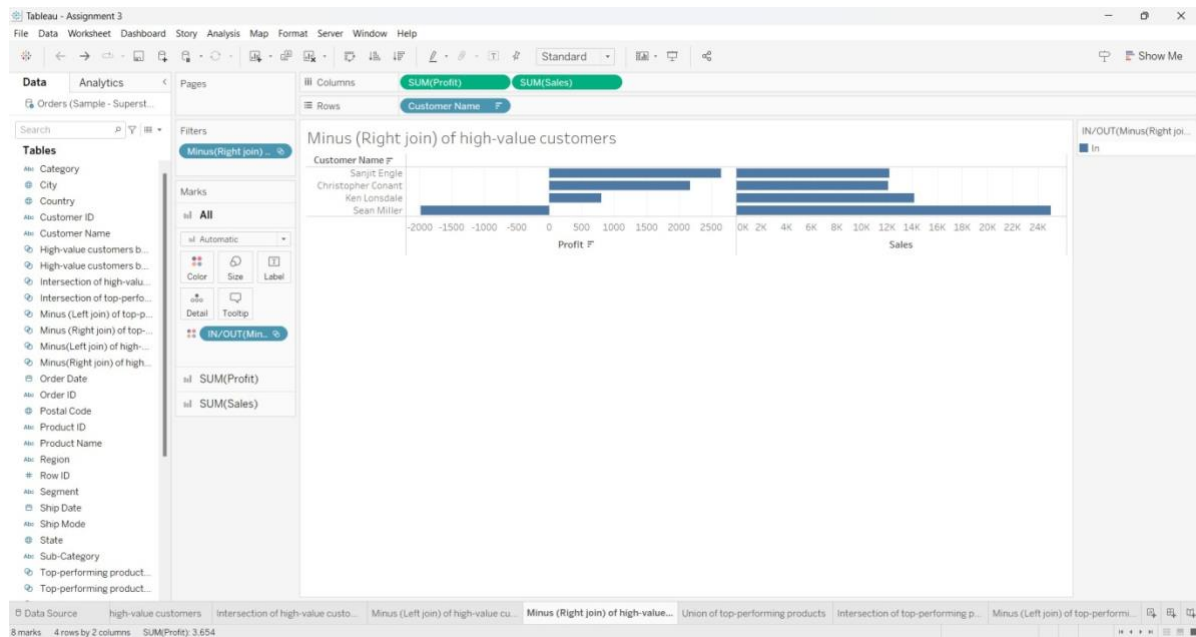 Tableau - Assignment 3
File Data Worksheet Dashboard Story Analysis Map Format Server Window Help
Standard
Show Me
Data Analytics
Orders (Sample - Superst...
Search
Tables
Abc Category
City
Country
Abc Customer ID
Abc Customer Name
High-value customers b...
High-value customers b...
Intersection of high-valu...
Intersection of top-perfo...
Minus (Left join) of top-p...
Minus (Right join) of top-...
Minus(Left join) of high-...
Minus(Right join) of high...
Order Date
Abc Order ID
Postal Code
Abc Product ID
Abc Product Name
Abc Region
# Row ID
Abc Segment
Ship Date
Abc Ship Mode
State
Abc Sub-Category
Top-performing product...
Top-performing product...
Pages
Filters
Minus(Right join) ..
Marks
All
Automatic
Color Size Label
Detail Tooltip
IN/OUT(Min..
SUM(Profit)
SUM(Sales)
Columns SUM(Profit) SUM(Sales)
Rows Customer Name
Minus (Right join) of high-value customers
Customer Name
Sanjit Engle
Christopher Conant
Ken Lonsdale
Sean Miller
-2000 -1500 -1000 -500 0 500 1000 1500 2000 2500
Profit
0K 2K 4K 6K 8K 10K 12K 14K 16K 18K 20K 22K 24K
Sales
IN/OUT(Minus(Right joi...
In
Data Source high-value customers Intersection of high-value custo... Minus (Left join) of high-value cu... Minus (Right join) of high-value... Union of top-performing products Intersection of top-performing p... Minus (Left join) of top-performi...
8 marks 4 rows by 2 columns SUM(Profit): 3,654